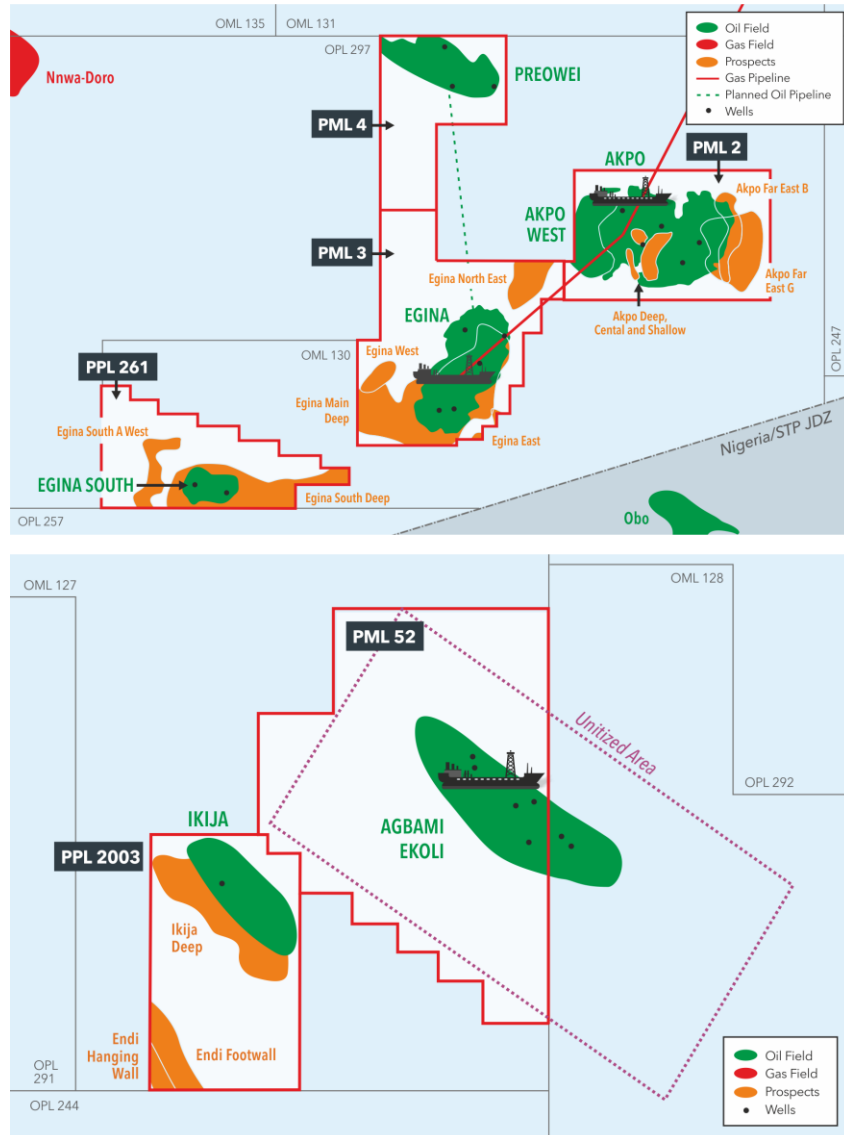 OML 135
OML 131
OPL 297
Nnwa-Doro
PREOWEI
Oil Field
Gas Field
Prospects
Gas Pipeline
Planned Oil Pipeline
Wells
PML 4
PML 2
AKPO
Akpo Far East B
AKPO
WEST
PML 3
Egina North East
Akpo Far
East G
EGINA
Akpo Deep,
Cental and Shallow
OML 130
Egina West
OPL 247
PPL 261
Egina Main
Deep
Egina South A West
Egina East
Nigeria/STP JDZ
EGINA SOUTH
Egina South Deep
Obo
OPL 257
OML 127
OML 128
PML 52
Unitized Area
OPL 292
IKIJA
AGBAMI
EKOLI
PPL 2003
Ikija
Deep
Endi
Hanging
Wall
Endi Footwall
OPL
291
OPL 244
Oil Field
Gas Field
Prospects
Wells